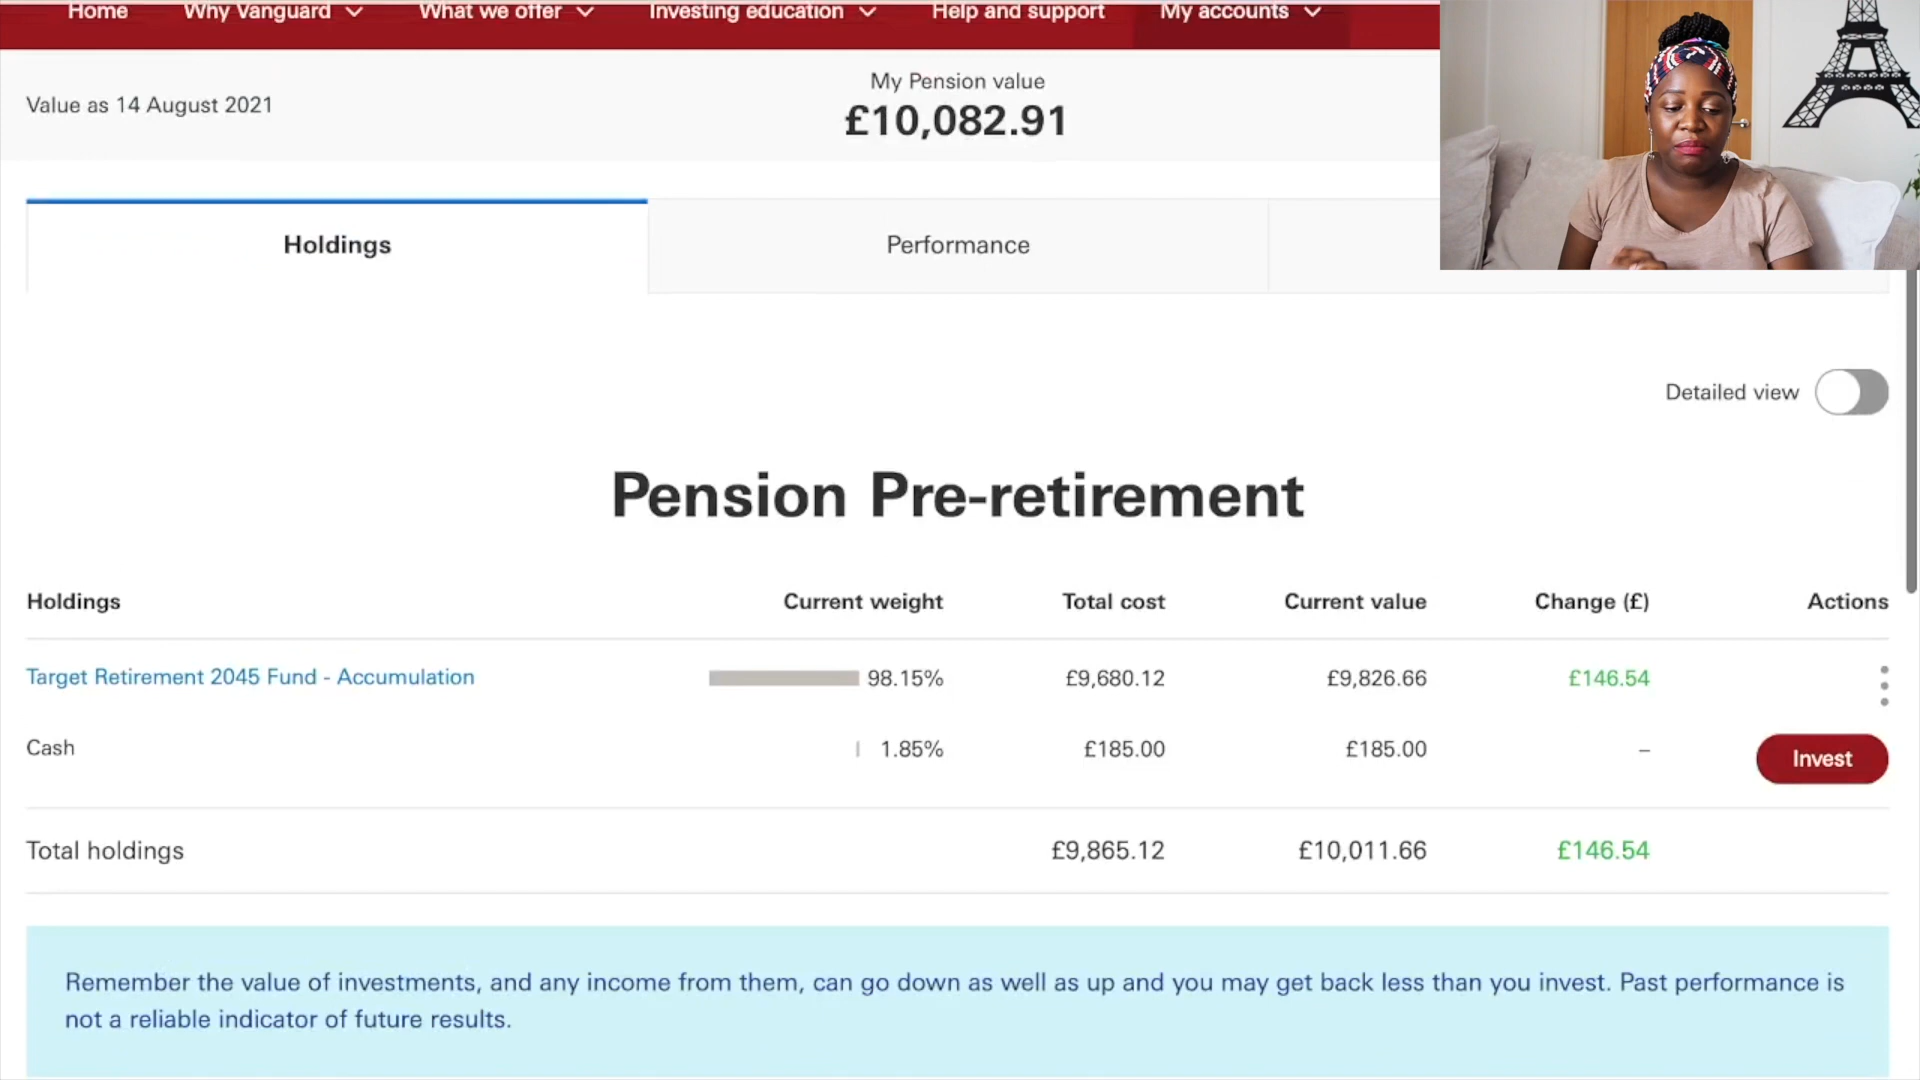 Home Why Vanguard What we offer Investing education Help and support My accounts
My Pension value
Value as 14 August 2021
£10,082.91
Holdings Performance
Detailed view
Pension Pre-retirement
Holdings Current weight Total cost Current value Change (£) Actions
Target Retirement 2045 Fund - Accumulation 98.15% £9,680.12 £9,826.66 £146.54
Cash 1.85% £185.00 £185.00 –
Invest
Total holdings £9,865.12 £10,011.66 £146.54
Remember the value of investments, and any income from them, can go down as well as up and you may get back less than you invest. Past performance is
not a reliable indicator of future results.